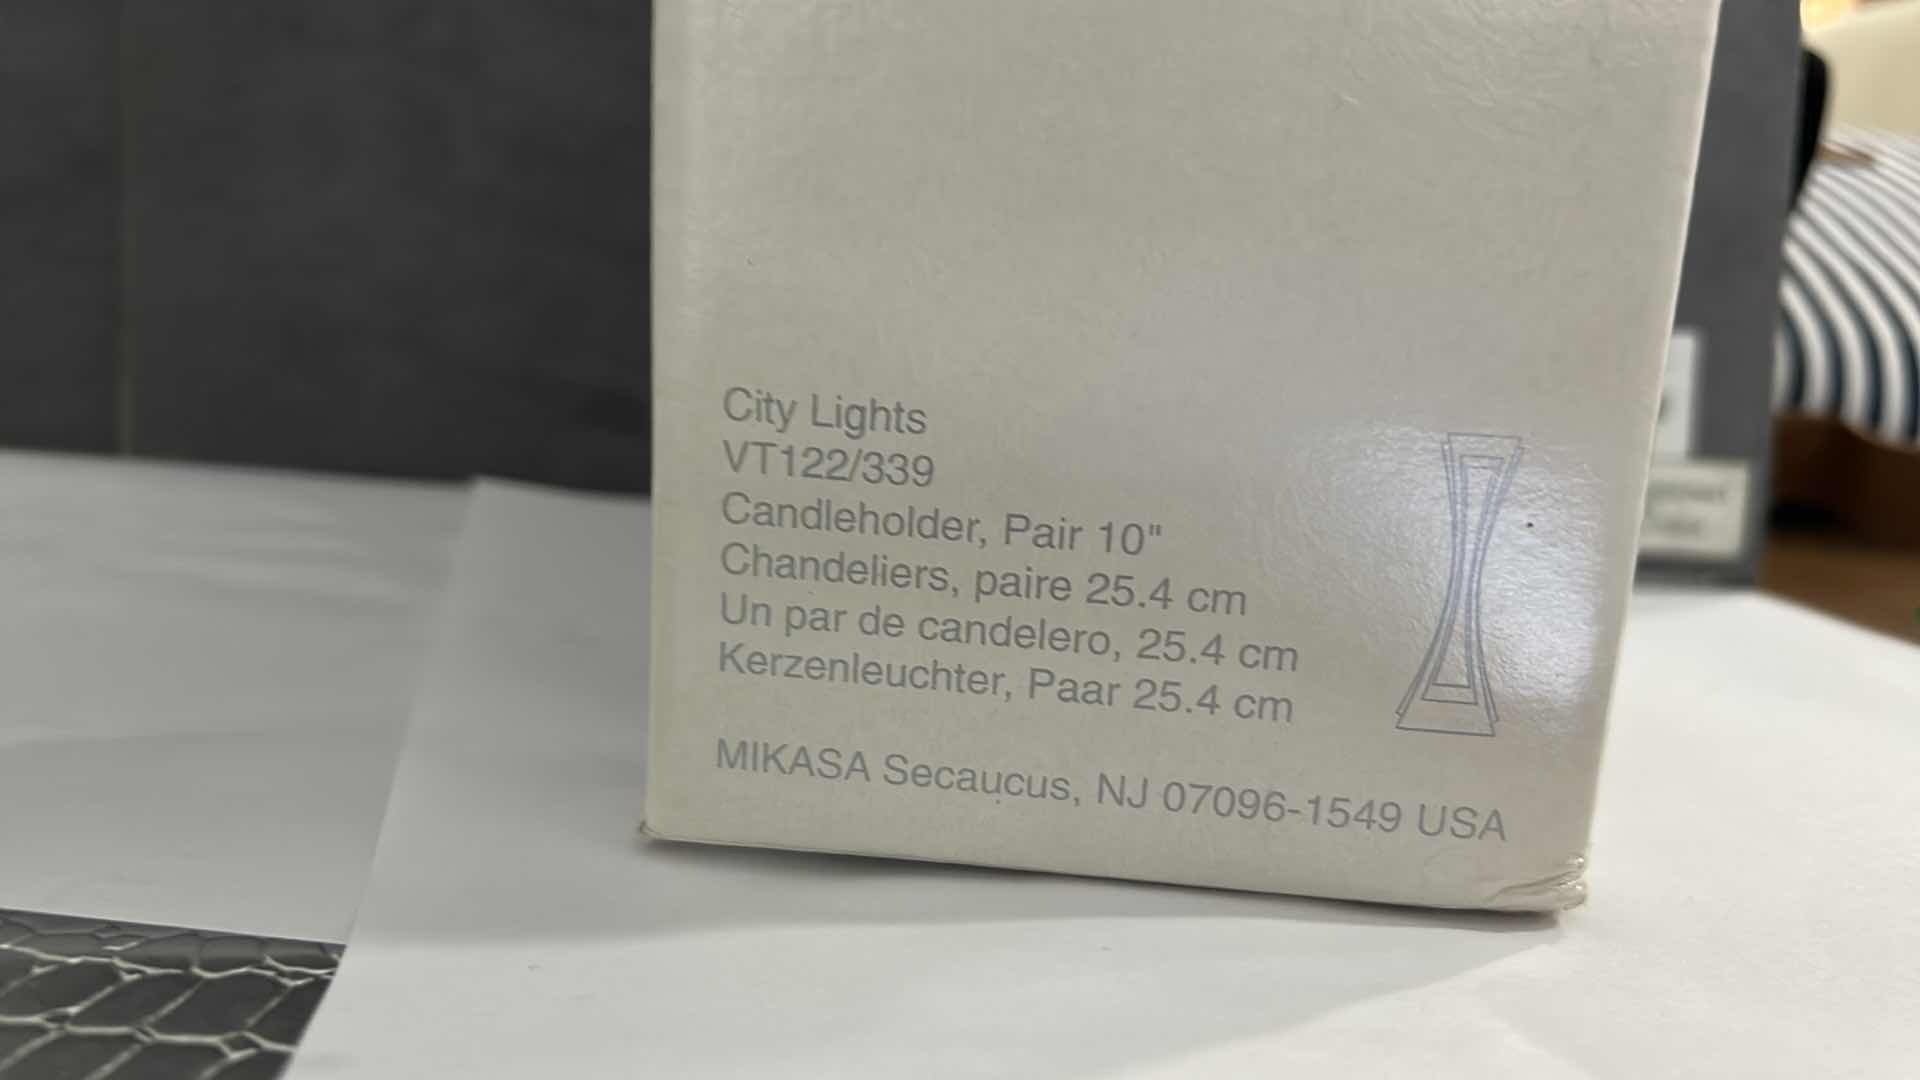 City Lights
VT122/339
Candleholder, Pair 10"
Chandeliers, paire 25.4 cm
Un par de candelero, 25.4 cm
Kerzenleuchter, Paar 25.4 cm
MIKASA Secaucus, NJ 07096-1549 USA